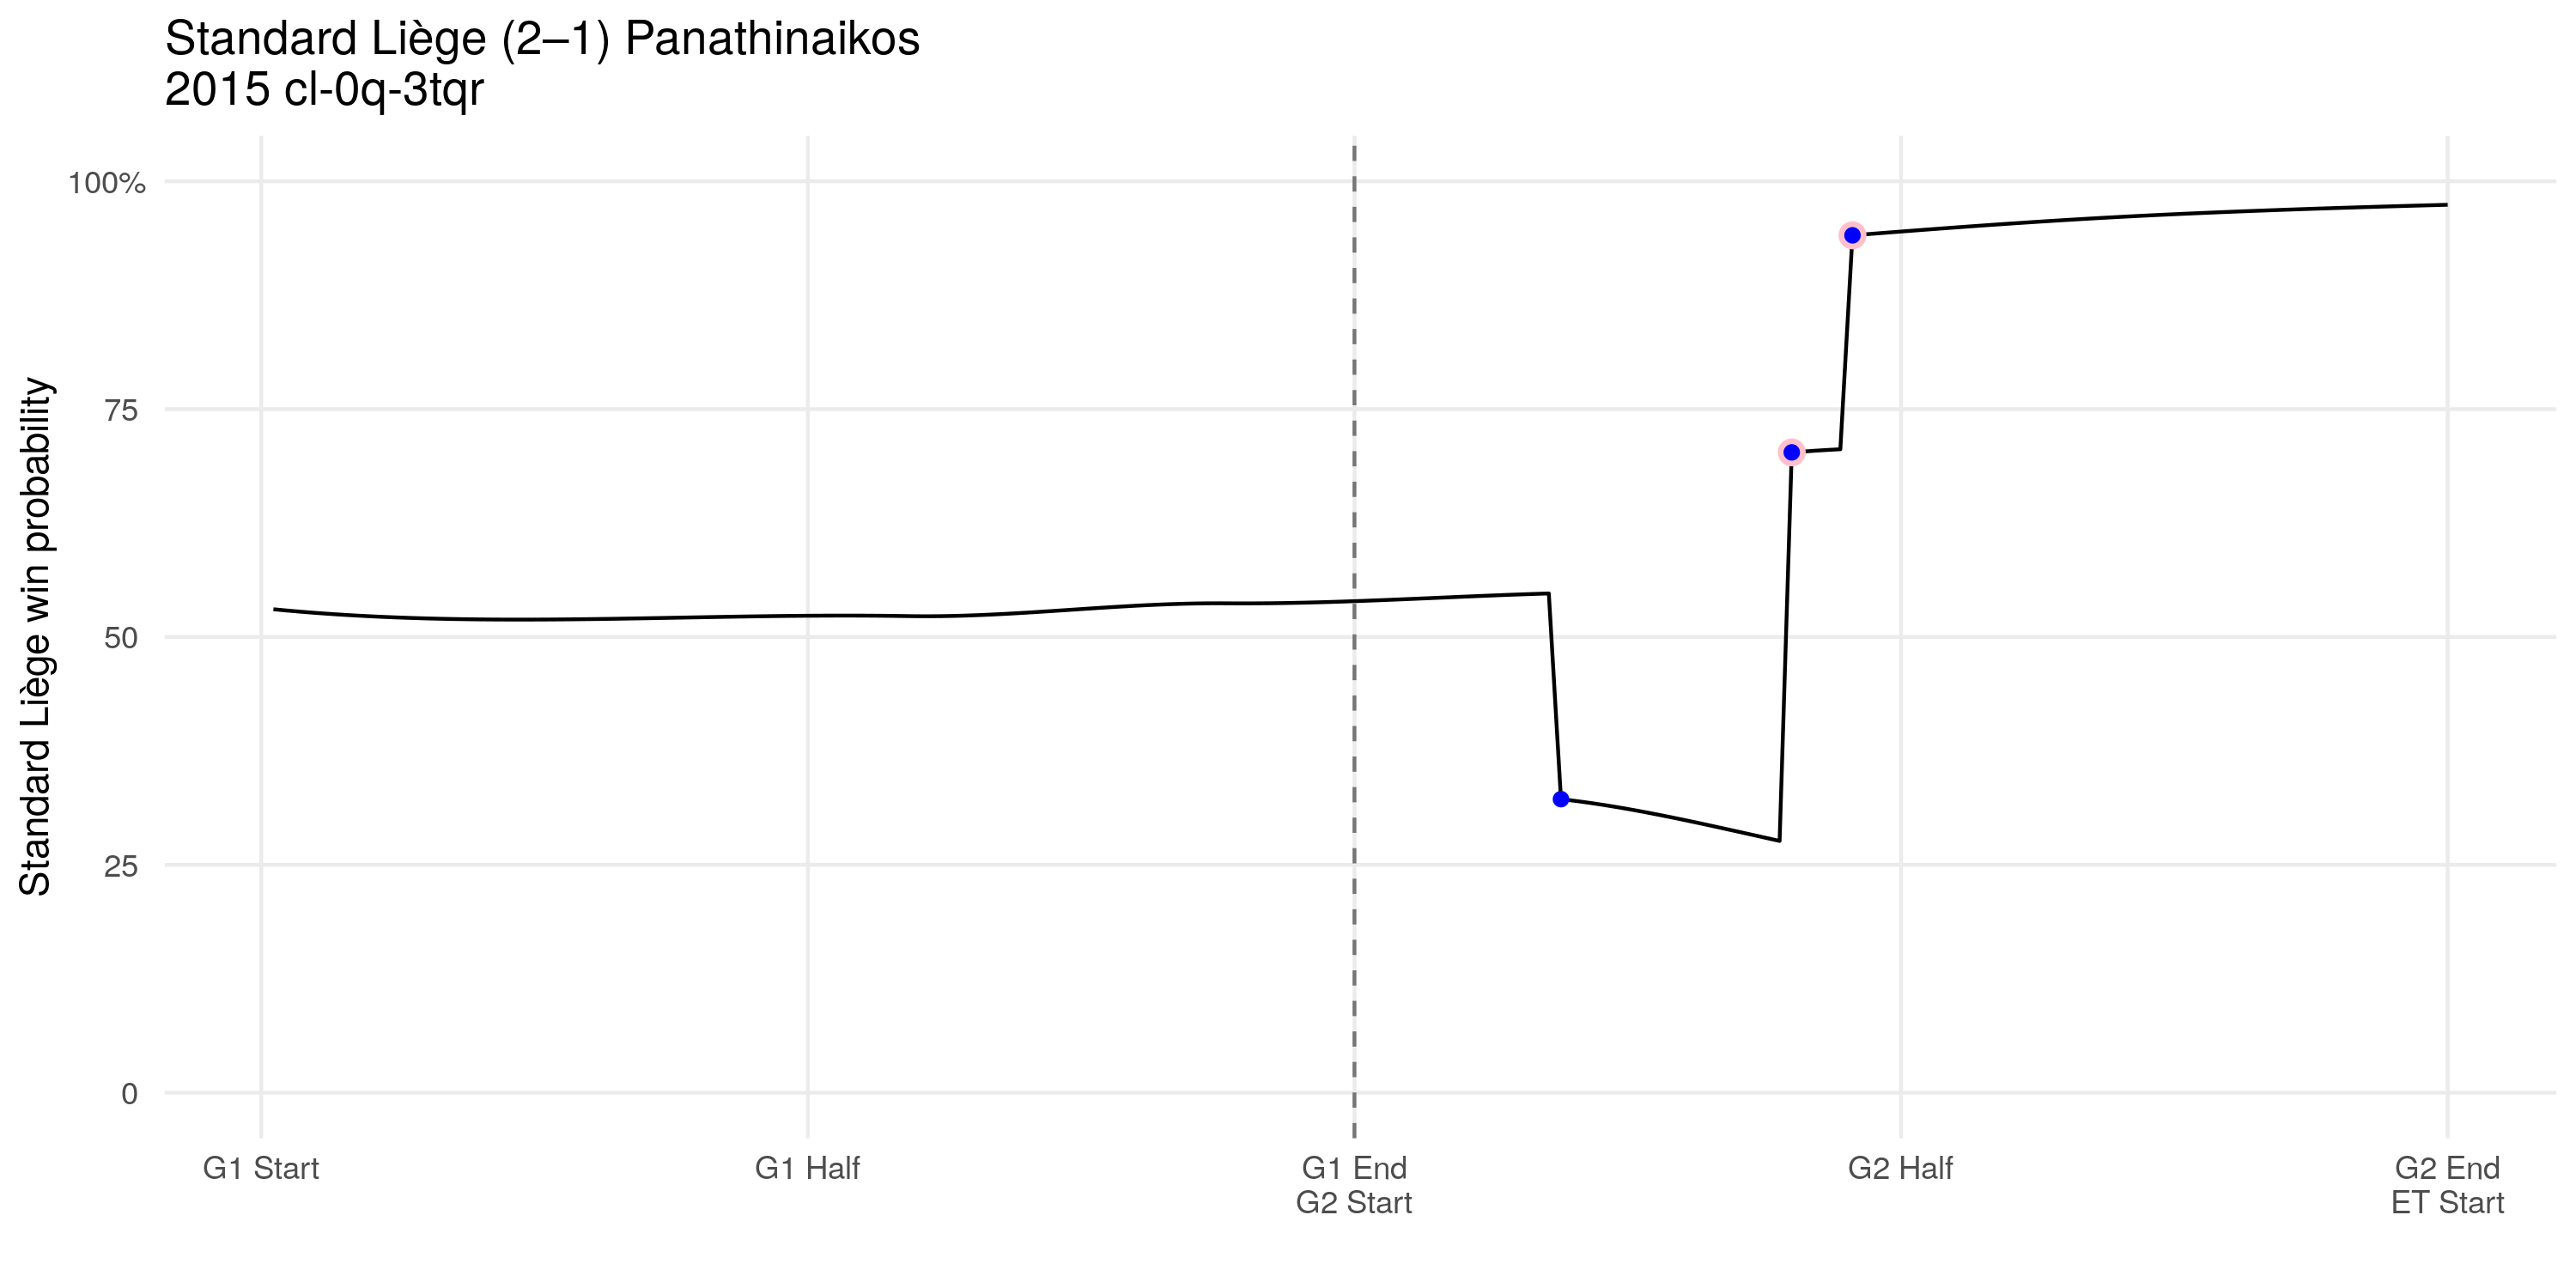 Standard Liège (2–1) Panathinaikos
2015 cl-0q-3tqr
Standard Liège win probability
100%
75
50
25
0
G1 Start
G1 Half
G1 End
G2 Start
G2 Half
G2 End
ET Start